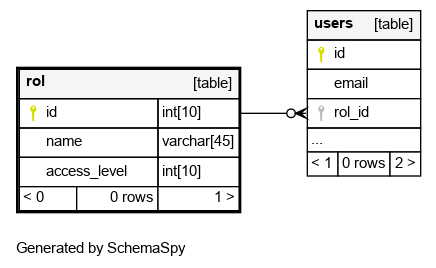 users [table]
id
email
rol_id
...
< 1 0 rows 2 >
rol [table]
id int[10]
name varchar[45]
access_level int[10]
< 0 0 rows 1 >
Generated by SchemaSpy